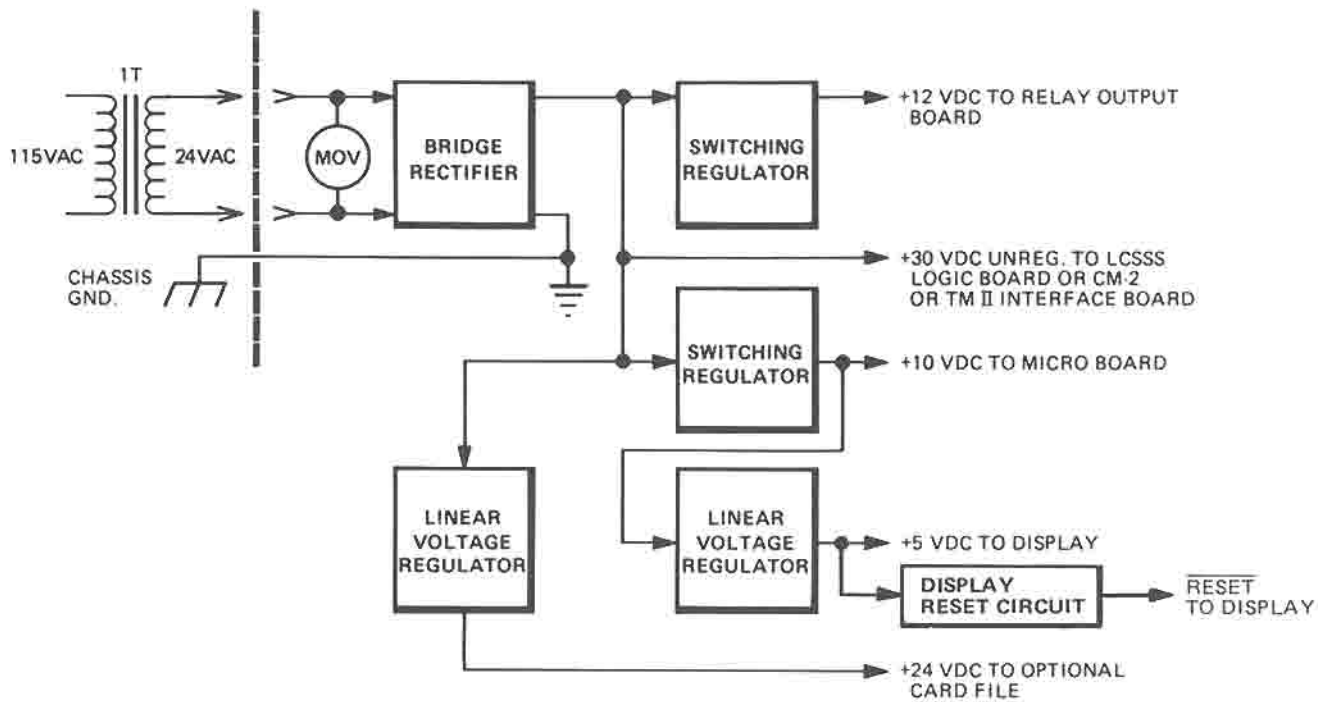 1T
115VAC
24VAC
MOV
BRIDGE
RECTIFIER
SWITCHING
REGULATOR
+12 VDC TO RELAY OUTPUT
BOARD
CHASSIS
GND.
+30 VDC UNREG. TO LCSSS
LOGIC BOARD OR CM-2
OR TM II INTERFACE BOARD
SWITCHING
REGULATOR
+10 VDC TO MICRO BOARD
LINEAR
VOLTAGE
REGULATOR
LINEAR
VOLTAGE
REGULATOR
+5 VDC TO DISPLAY
DISPLAY
RESET CIRCUIT
RESET
TO DISPLAY
+24 VDC TO OPTIONAL
CARD FILE